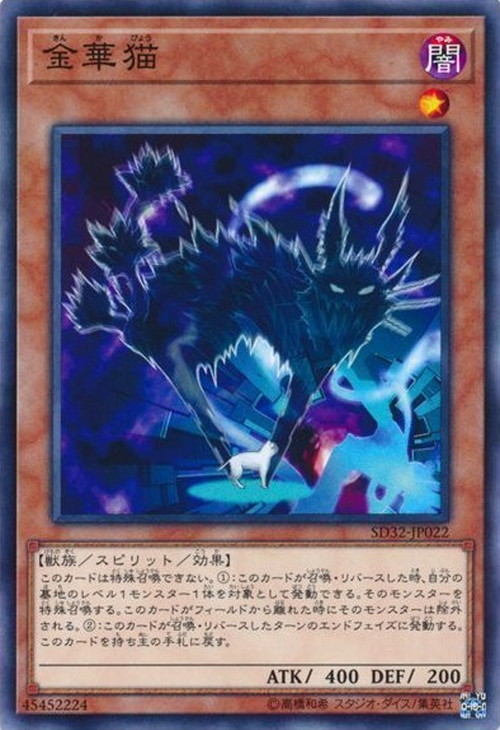 金華猫
闇
SD32-JP022
【獣族／スピリット／効果】
このカードは特殊召喚できない。①：このカードが召喚・リバースした時、自分の
墓地のレベル１モンスター１体を対象として発動できる。そのモンスターを
特殊召喚する。このカードがフィールドから離れた時にそのモンスターは除外
される。②：このカードが召喚・リバースしたターンのエンドフェイズに発動する。
このカードを持ち主の手札に戻す。
ATK/ 400 DEF/ 200
45452224 ©高橋和希 スタジオ・ダイス/集英社